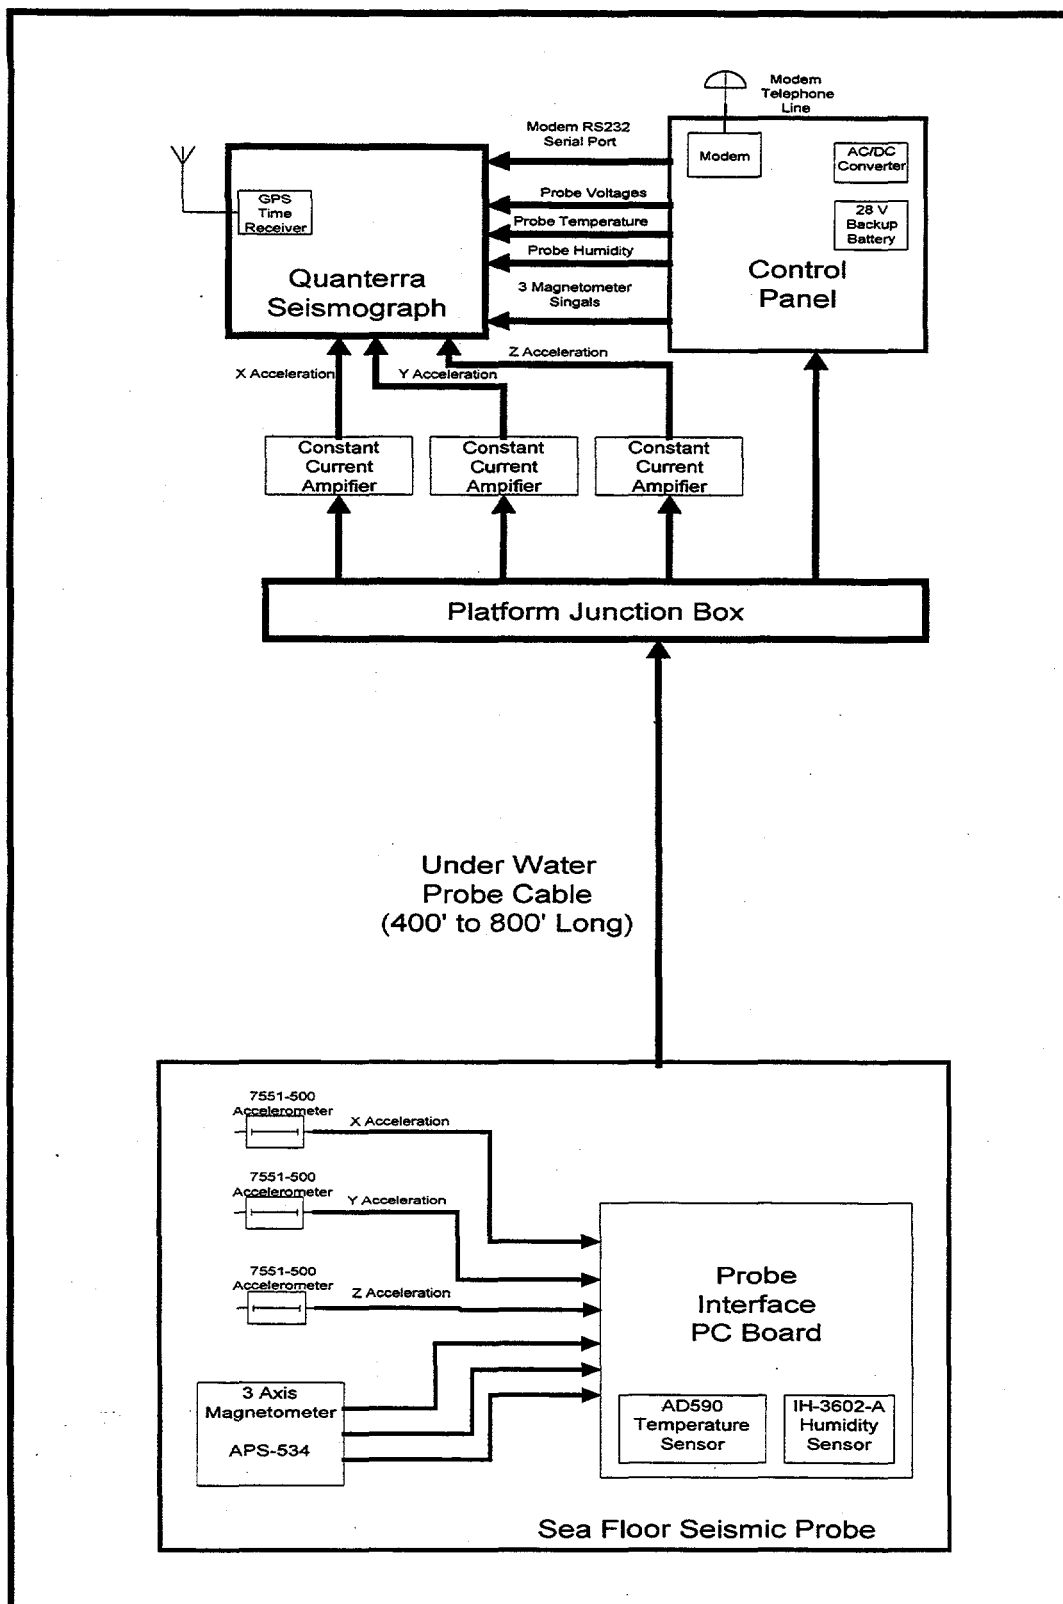 Modem
Telephone
Line
Modem RS232
Serial Port
Modem
AC/DC
Converter
GPS
Time
Receiver
Probe Voltages
28 V
Backup
Battery
Probe Temperature
Probe Humidity
Quanterra
Seismograph
Control
Panel
3 Magnetometer
Singals
Z Acceleration
X Acceleration
Y Acceleration
Constant
Current
Ampifier
Constant
Current
Ampifier
Constant
Current
Ampifier
Platform Junction Box
Under Water
Probe Cable
(400' to 800' Long)
7551-500
Accelerometer
X Acceleration
7551-500
Accelerometer
Y Acceleration
7551-500
Accelerometer
Z Acceleration
Probe
Interface
PC Board
3 Axis
Magnetometer
APS-534
AD590
Temperature
Sensor
IH-3602-A
Humidity
Sensor
Sea Floor Seismic Probe